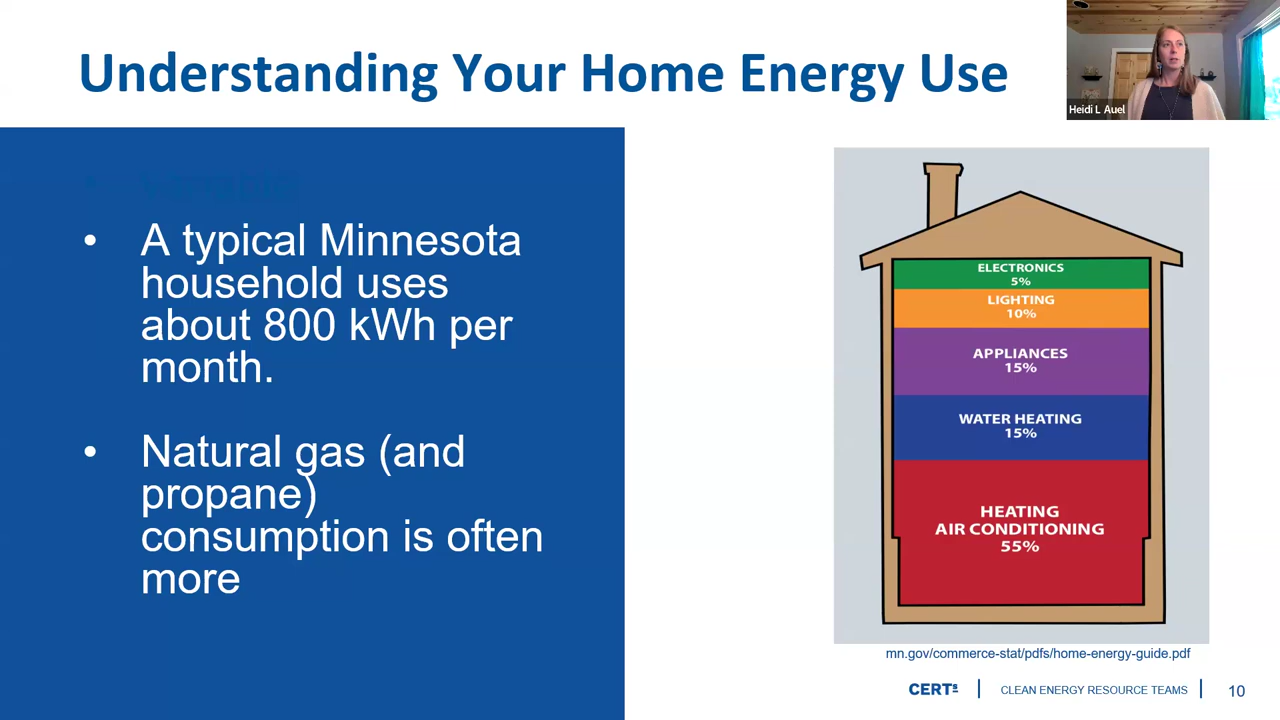 Understanding Your Home Energy Use
Heidi L Auel
• A typical Minnesota
household uses
about 800 kWh per
month.
• Natural gas (and
propane)
consumption is often
more
ELECTRONICS
5%
LIGHTING
10%
APPLIANCES
15%
WATER HEATING
15%
HEATING
AIR CONDITIONING
55%
mn.gov/commerce-stat/pdfs/home-energy-guide.pdf
CERTs | CLEAN ENERGY RESOURCE TEAMS | 10